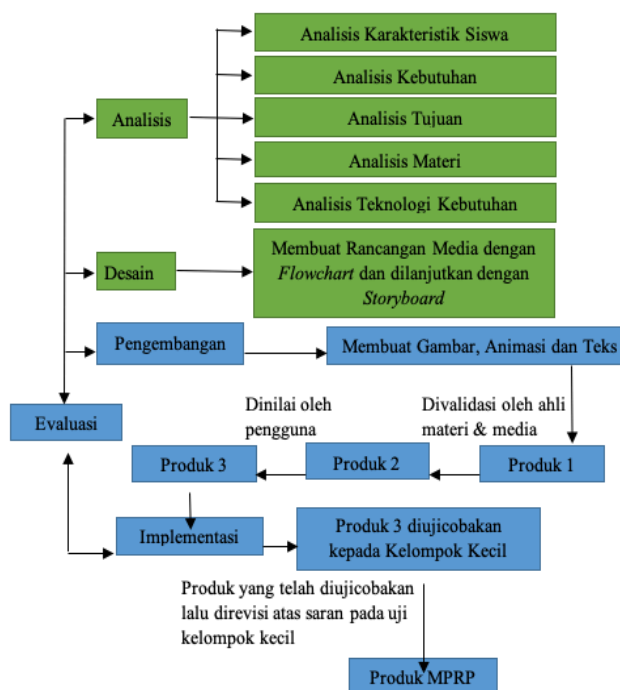 Analisis Karakteristik Siswa
Analisis Kebutuhan
Analisis
Analisis Tujuan
Analisis Materi
Analisis Teknologi Kebutuhan
Desain
Membuat Rancangan Media dengan
Flowchart dan dilanjutkan dengan
Storyboard
Pengembangan
Membuat Gambar, Animasi dan Teks
Evaluasi
Dinilai oleh
pengguna
Divalidasi oleh ahli
materi & media
Produk 3
Produk 2
Produk 1
Implementasi
Produk 3 diujicobakan
kepada Kelompok Kecil
Produk yang telah diujicobakan
lalu direvisi atas saran pada uji
kelompok kecil
Produk MPRP